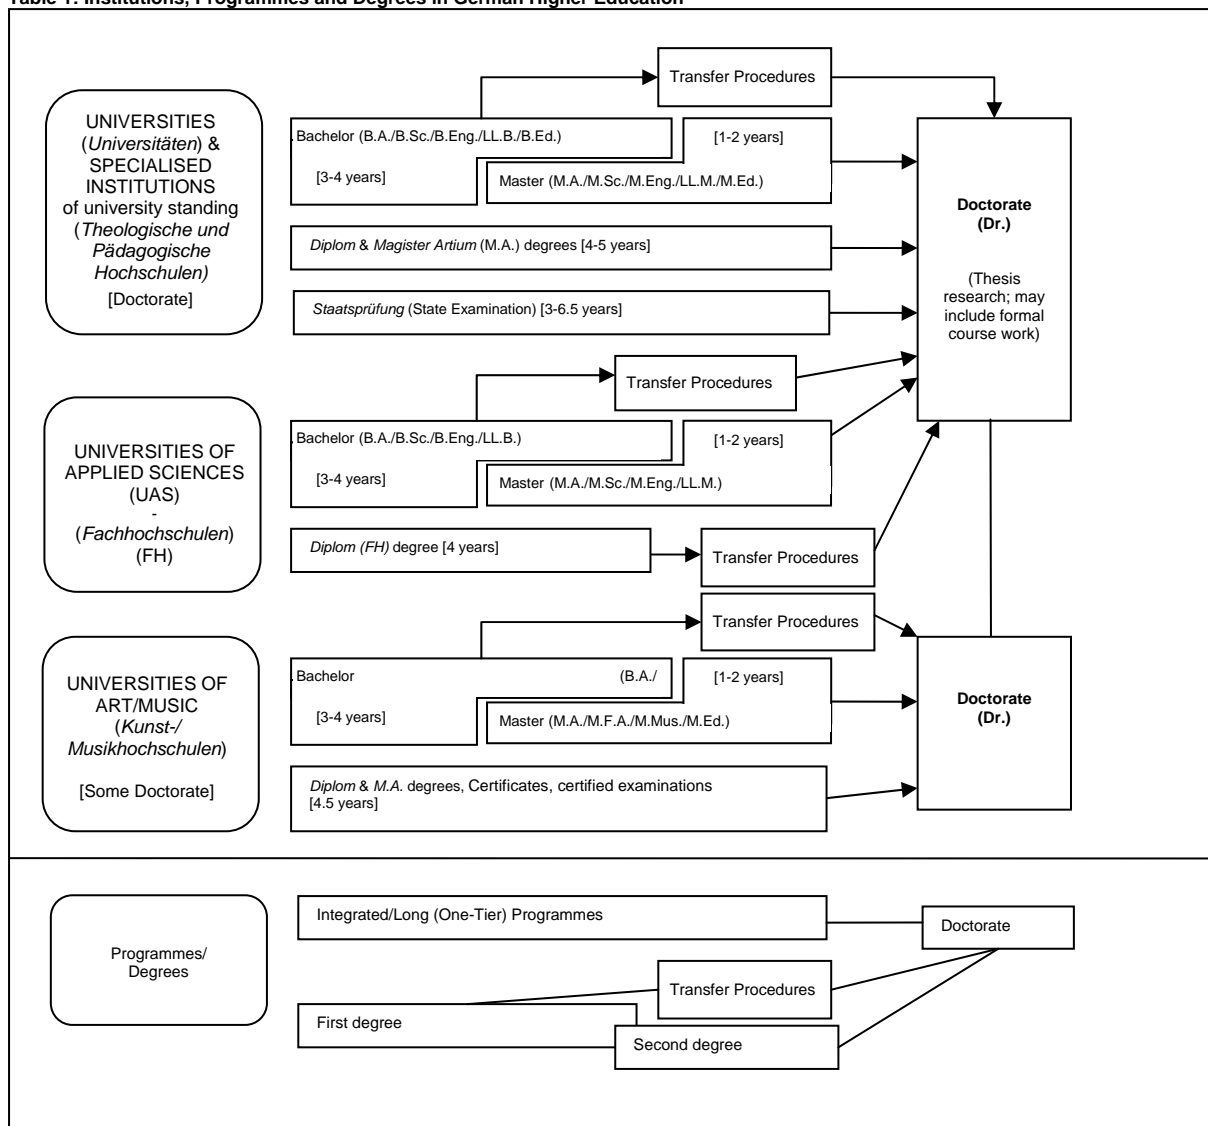 Table 1: Institutions, Programmes and Degrees in German Higher Education
Transfer Procedures
UNIVERSITIES
(Universitäten) &
SPECIALISED
INSTITUTIONS
of university standing
(Theologische und
Pädagogische
Hochschulen)
[Doctorate]
Bachelor (B.A./B.Sc./B.Eng./LL.B./B.Ed.)
[3-4 years]
[1-2 years]
Master (M.A./M.Sc./M.Eng./LL.M./M.Ed.)
Diplom & Magister Artium (M.A.) degrees [4-5 years]
Staatsprüfung (State Examination) [3-6.5 years]
Doctorate
(Dr.)
(Thesis
research; may
include formal
course work)
Transfer Procedures
UNIVERSITIES OF
APPLIED SCIENCES
(UAS)
-
(Fachhochschulen)
(FH)
Bachelor (B.A./B.Sc./B.Eng./LL.B.)
[3-4 years]
[1-2 years]
Master (M.A./M.Sc./M.Eng./LL.M.)
Diplom (FH) degree [4 years]
Transfer Procedures
Transfer Procedures
UNIVERSITIES OF
ART/MUSIC
(Kunst-/
Musikhochschulen)
[Some Doctorate]
Bachelor (B.A./
[3-4 years]
[1-2 years]
Master (M.A./M.F.A./M.Mus./M.Ed.)
Diplom & M.A. degrees, Certificates, certified examinations
[4.5 years]
Doctorate
(Dr.)
Programmes/
Degrees
Integrated/Long (One-Tier) Programmes
Doctorate
Transfer Procedures
First degree
Second degree